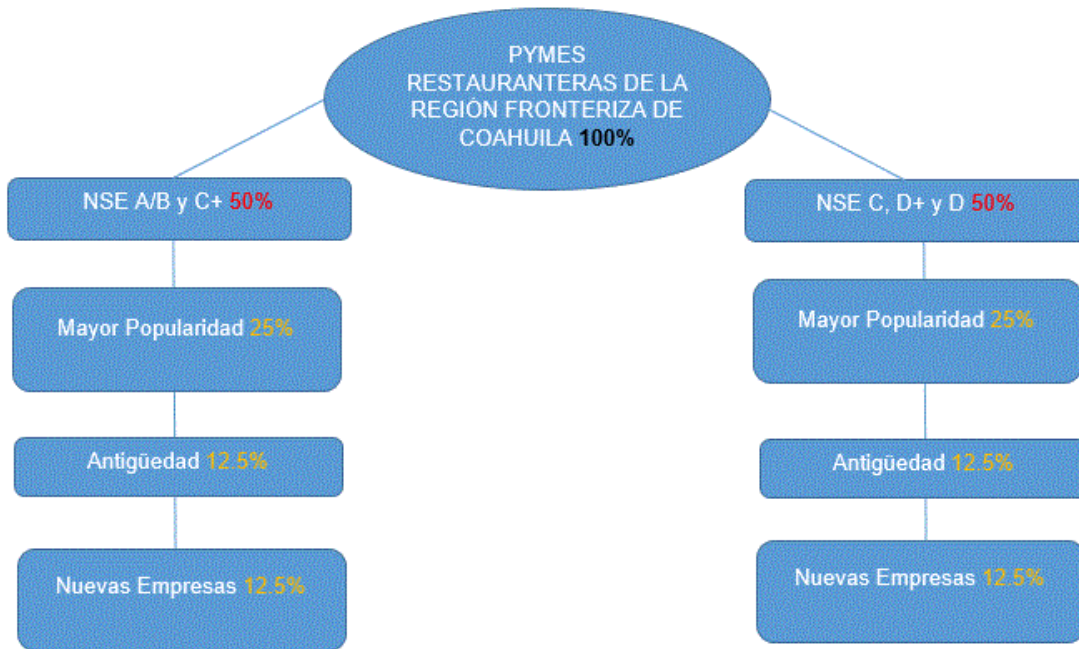 PYMES
RESTAURANTERAS DE LA
REGIÓN FRONTERIZA DE
COAHUILA 100%
NSE A/B y C+ 50%
NSE C, D+ y D 50%
Mayor Popularidad 25%
Mayor Popularidad 25%
Antigüedad 12.5%
Antigüedad 12.5%
Nuevas Empresas 12.5%
Nuevas Empresas 12.5%